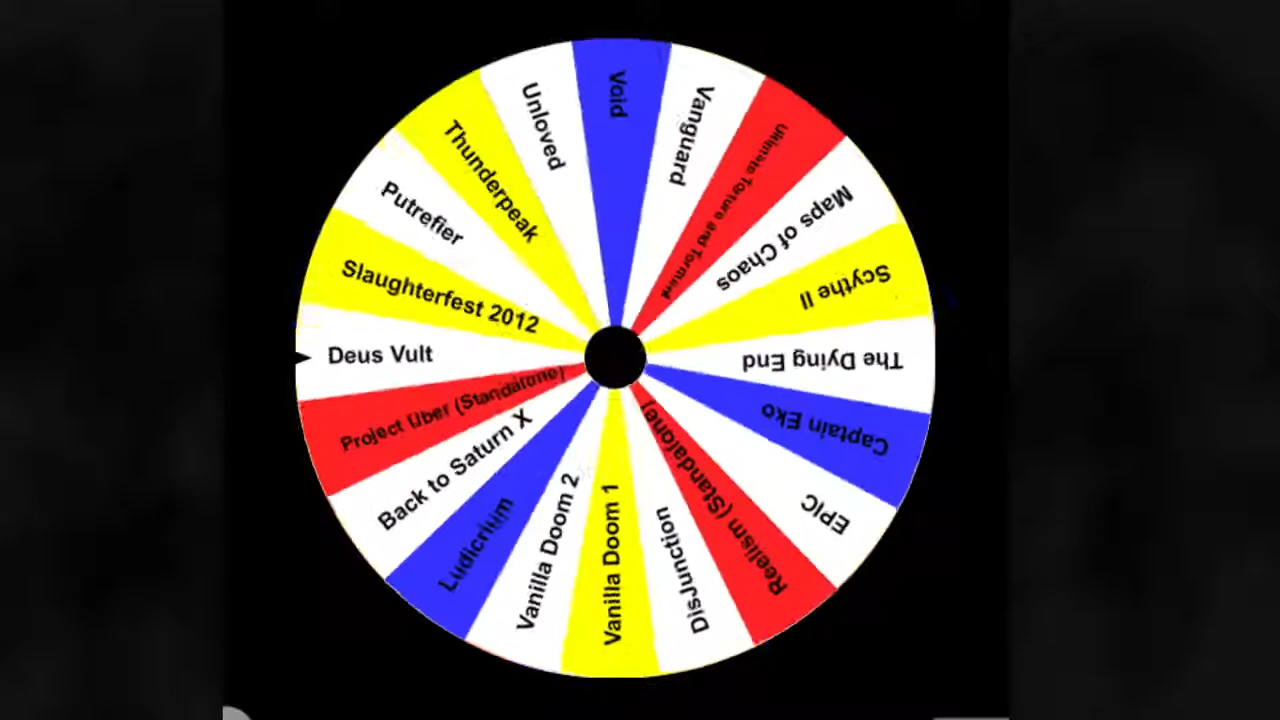 Void
Vanguard
Ultimate Torture and Torment
Maps of Chaos
Scythe II
The Dying End
Captain Eko
EPIC
Reelism (Standalone)
DisJunction
Vanilla Doom 1
Vanilla Doom 2
Ludicrium
Back to Saturn X
Project Uber (Standalone)
Deus Vult
Slaughterfest 2012
Putrefier
Thunderpeak
Unloved